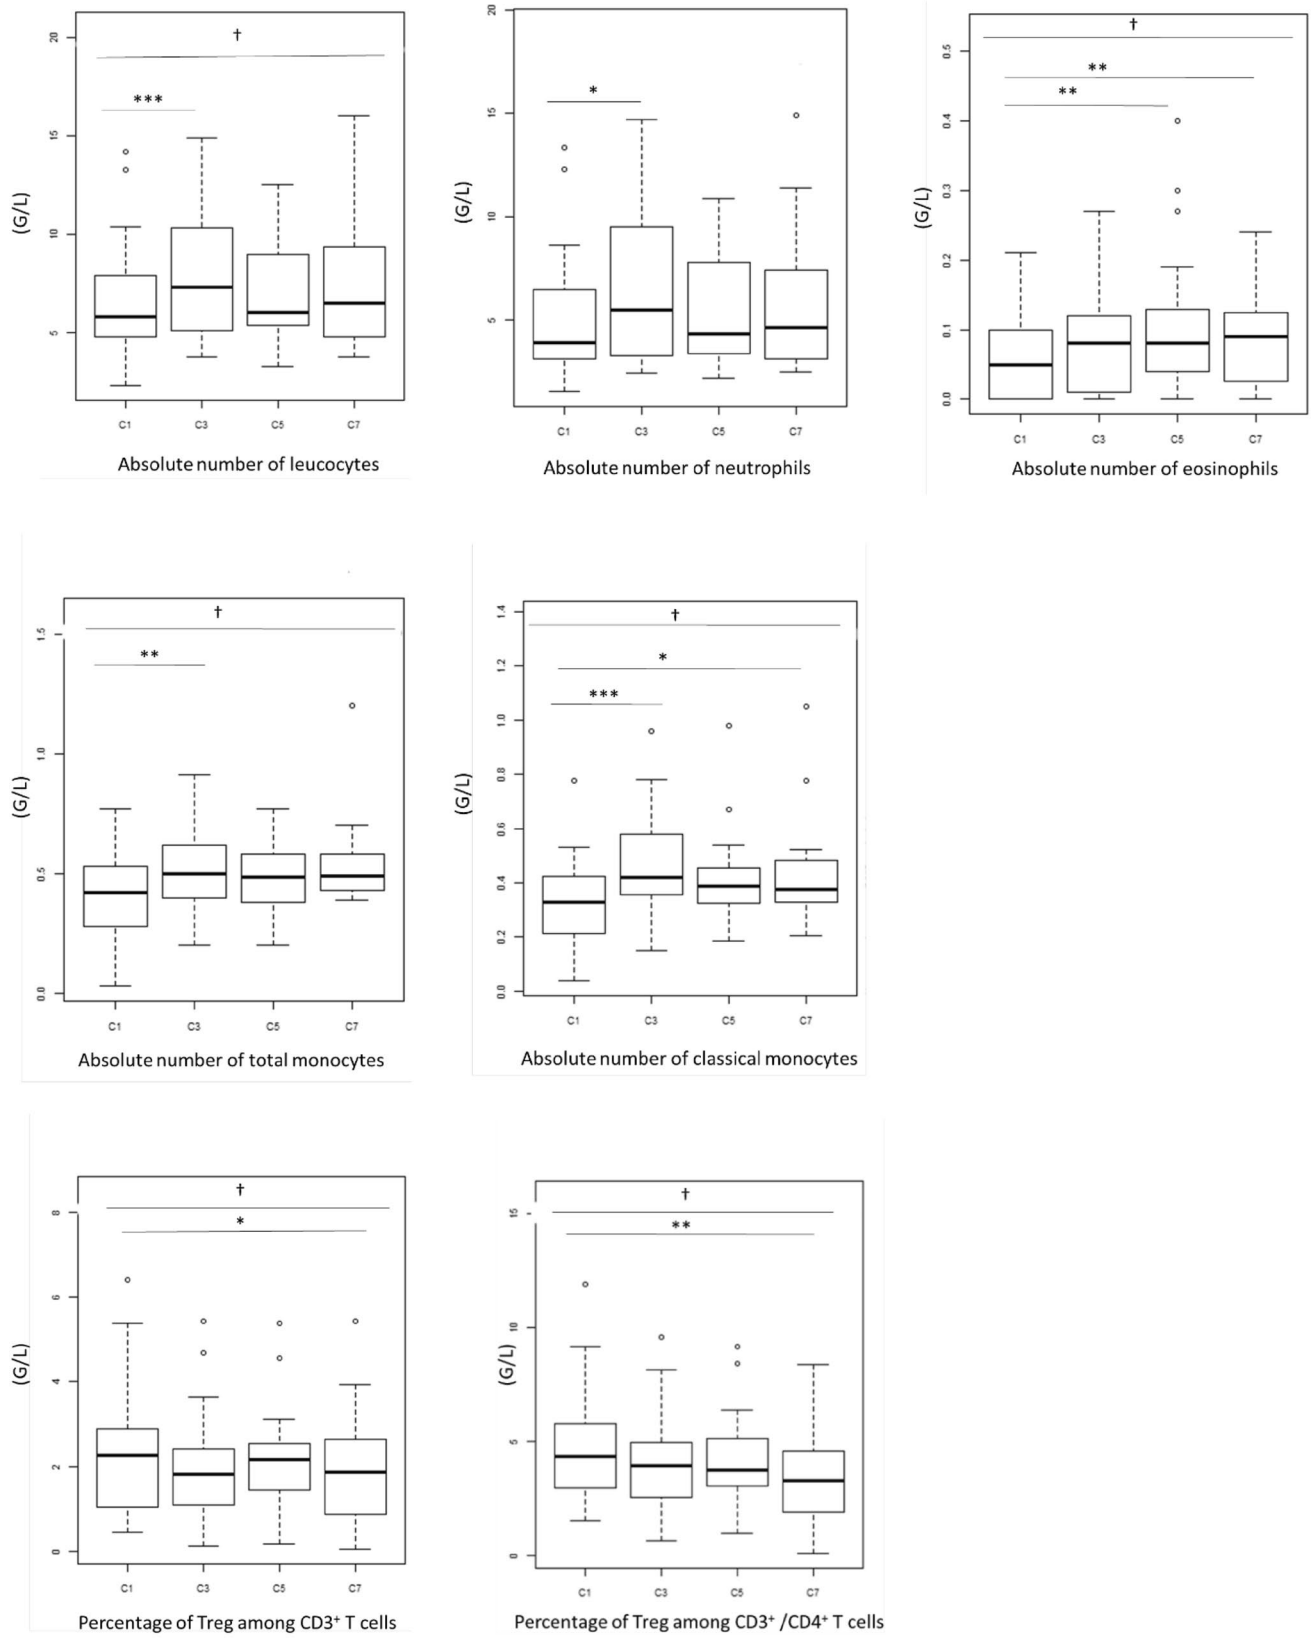 †
***
(G/L)
20
15
10
5
C1 C3 C5 C7
Absolute number of leucocytes
*
(G/L)
20
15
10
5
C1 C3 C5 C7
Absolute number of neutrophils
†
**
**
(G/L)
0.5
0.4
0.3
0.2
0.1
0.0
C1 C3 C5 C7
Absolute number of eosinophils
†
**
(G/L)
1.5
1.0
0.5
0.0
C1 C3 C5 C7
Absolute number of total monocytes
†
*
***
(G/L)
1.4
1.2
1.0
0.8
0.6
0.4
0.2
0.0
C1 C3 C5 C7
Absolute number of classical monocytes
†
*
(G/L)
8
6
4
2
0
C1 C3 C5 C7
Percentage of Treg among CD3⁺ T cells
†
**
(G/L)
15
10
5
0
C1 C3 C5 C7
Percentage of Treg among CD3⁺ /CD4⁺ T cells